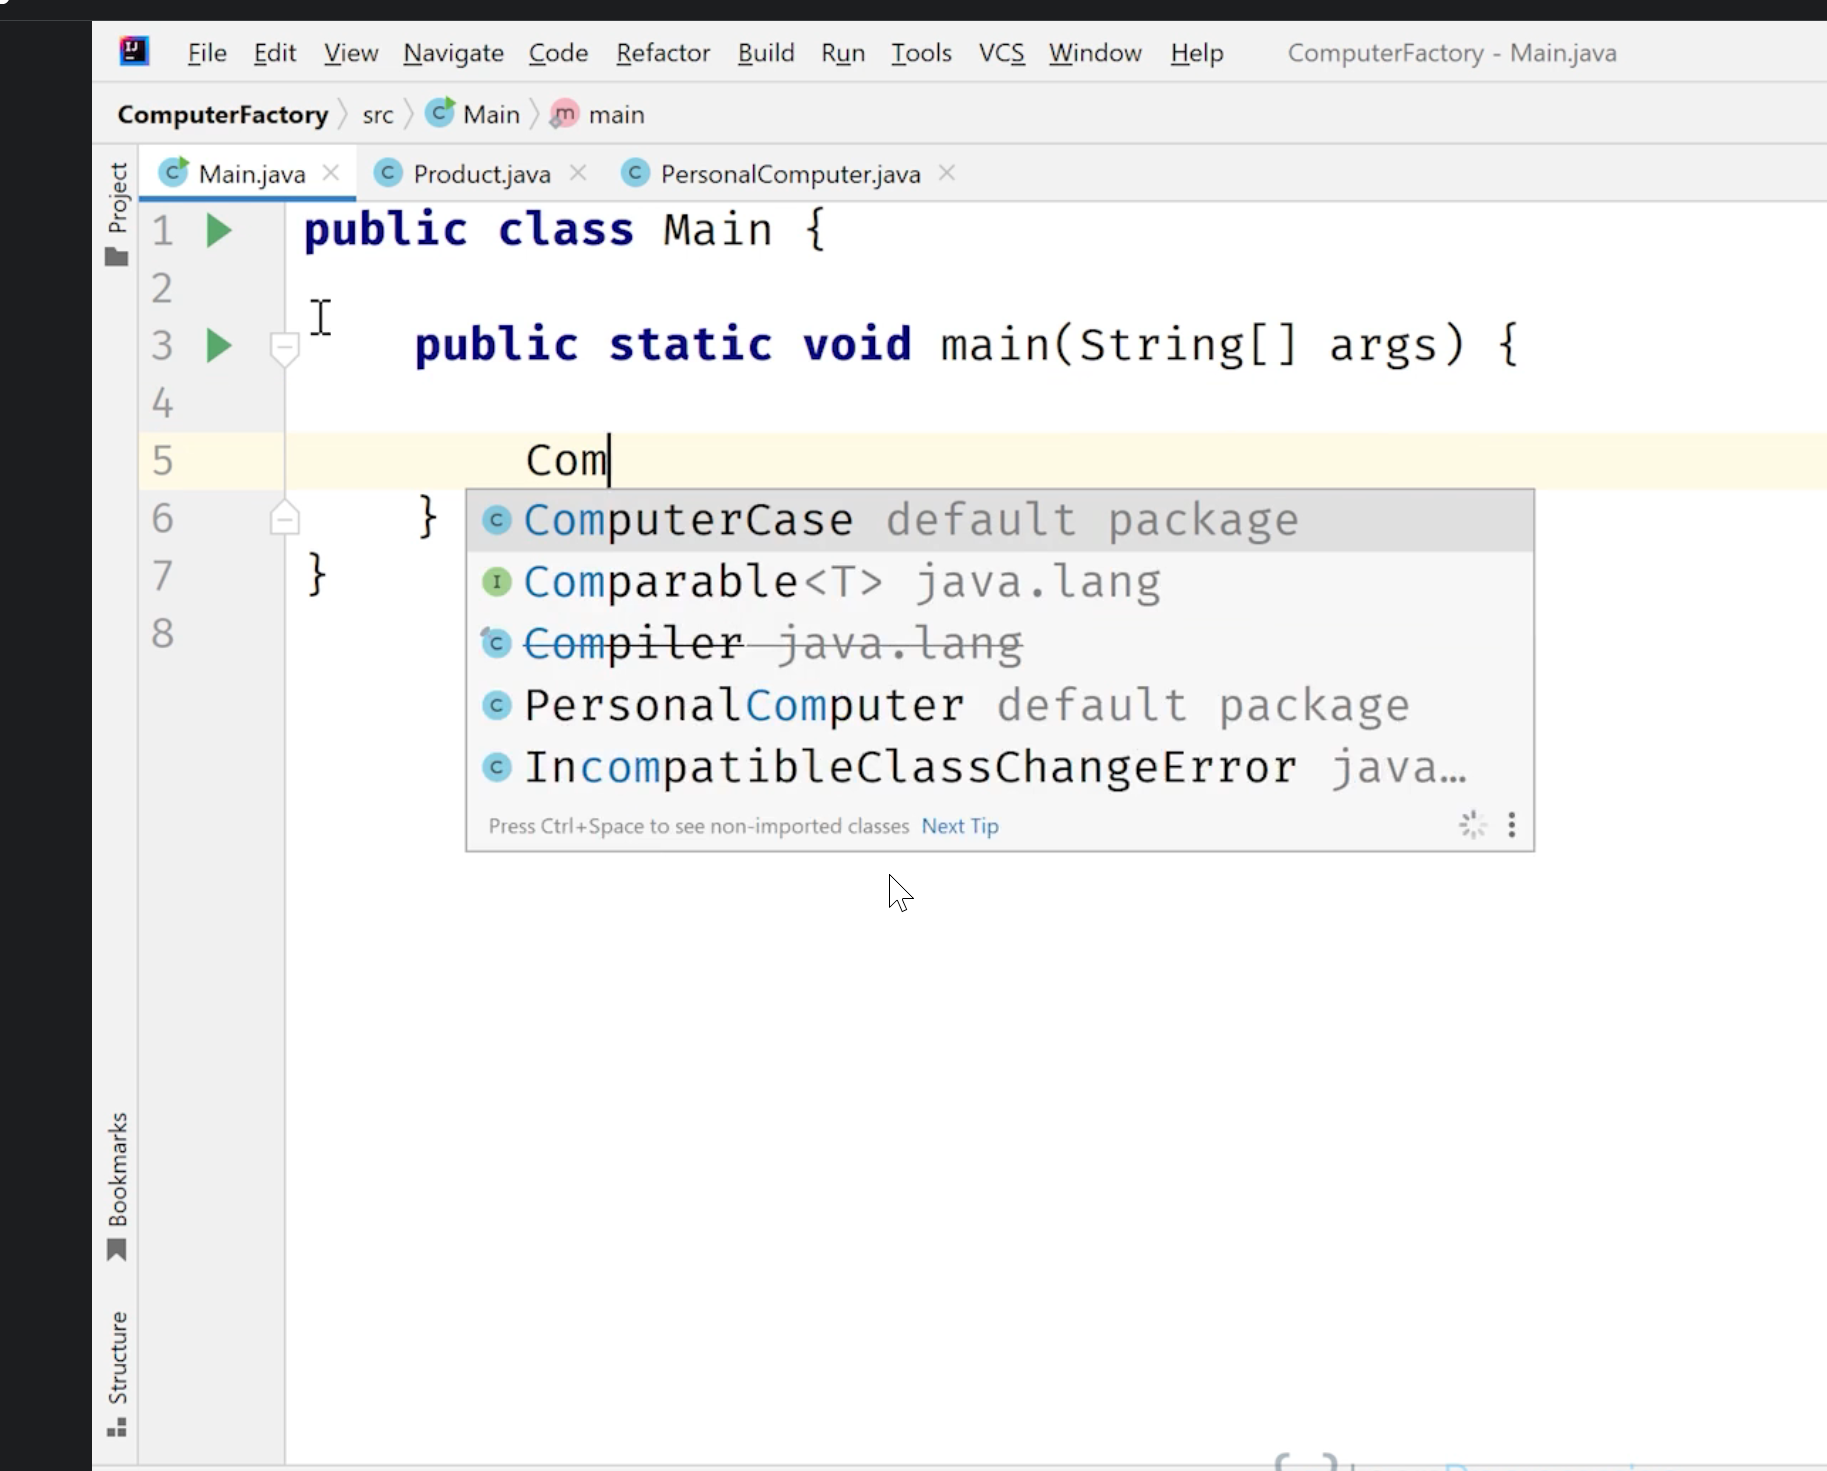 File Edit View Navigate Code Refactor Build Run Tools VCS Window Help ComputerFactory - Main.java
ComputerFactory src Main main
Main.java Product.java PersonalComputer.java
Project
1 public class Main {
2
3 public static void main(String[] args) {
4
5 Com
6 }
7 }
8
ComputerCase default package
Comparable<T> java.lang
Compiler java.lang
PersonalComputer default package
IncompatibleClassChangeError java…
Press Ctrl+Space to see non-imported classes Next Tip
Bookmarks
Structure